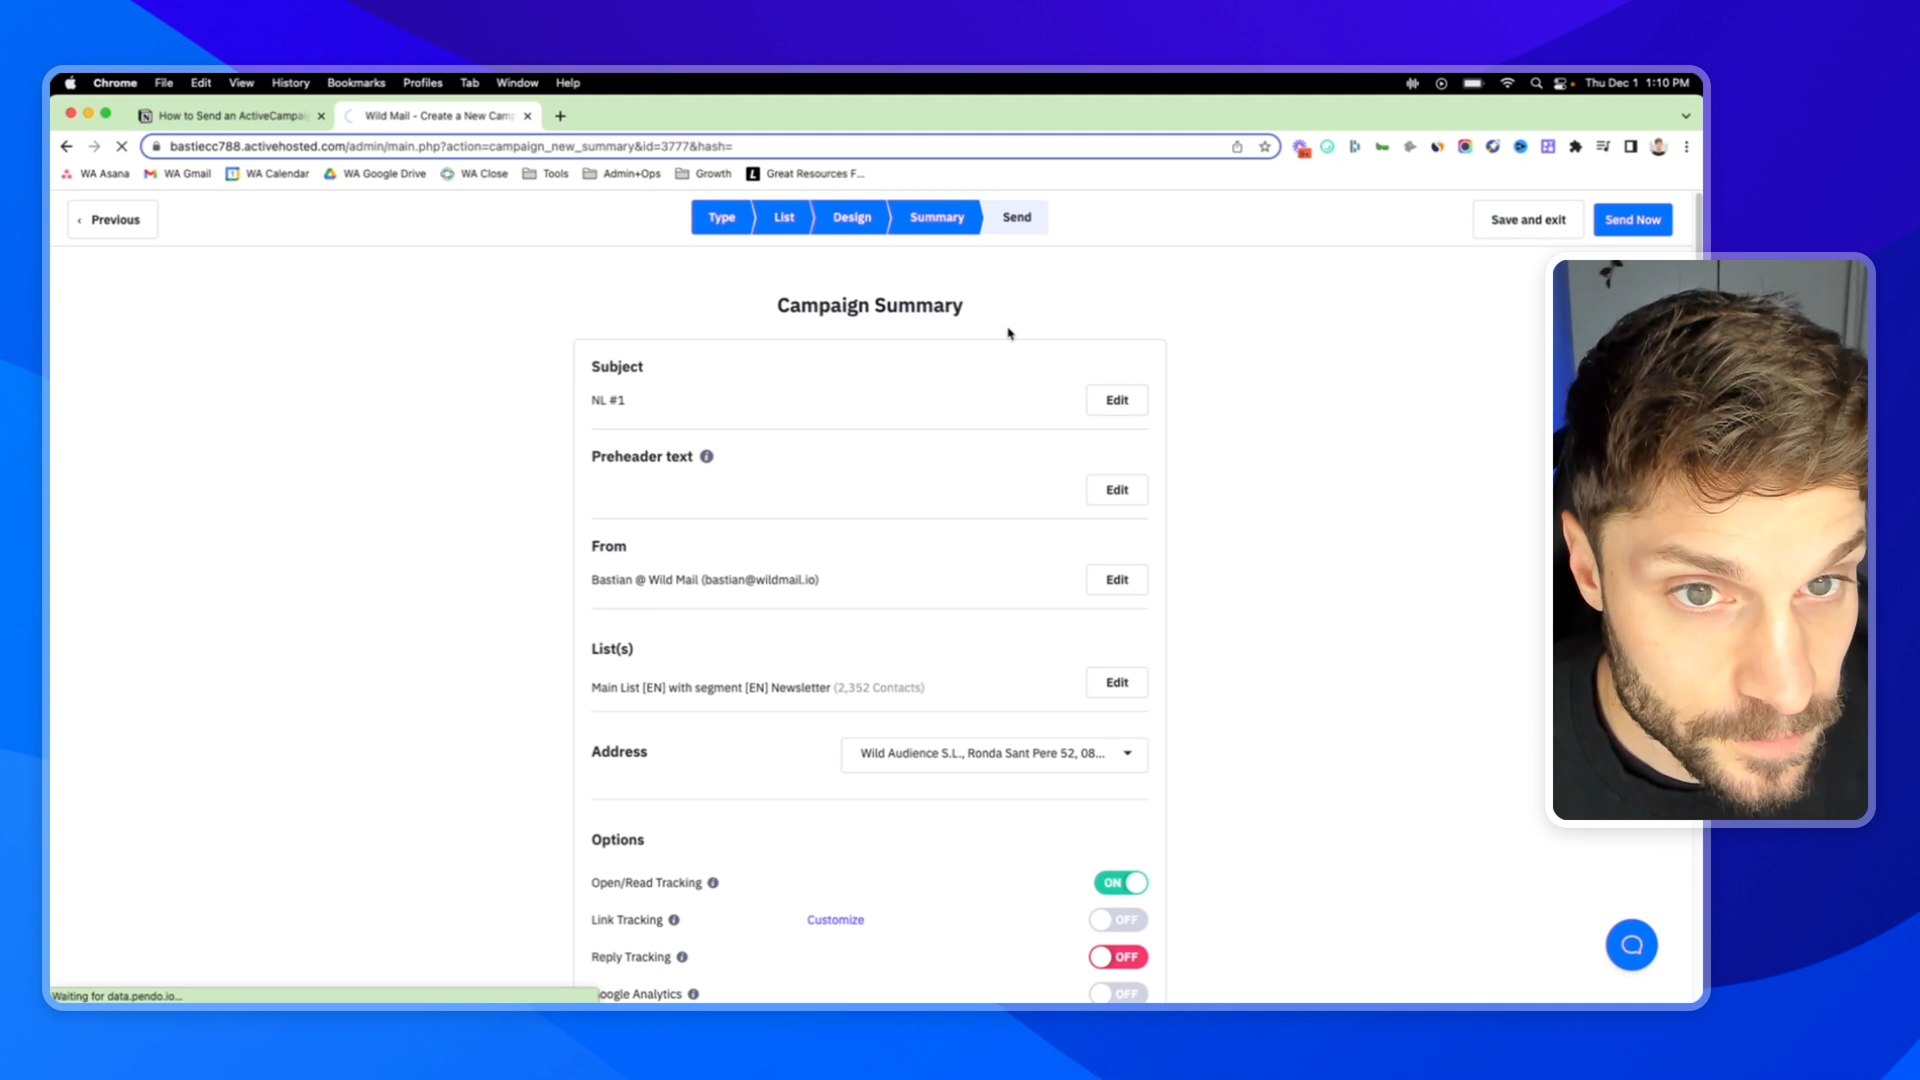 Chrome File Edit View History Bookmarks Profiles Tab Window Help Thu Dec 1 1:10 PM
How to Send an ActiveCampai Wild Mail - Create a New Cam
bastiecc788.activehosted.com/admin/main.php?action=campaign_new_summary&id=3777&hash=
WA Asana WA Gmail WA Calendar WA Google Drive WA Close Tools Admin+Ops Growth Great Resources F...
Previous Type List Design Summary Send Save and exit Send Now
Campaign Summary
Subject
NL #1 Edit
Preheader text
Edit
From
Bastian @ Wild Mail (bastian@wildmail.io) Edit
List(s)
Main List [EN] with segment [EN] Newsletter (2,352 Contacts) Edit
Address Wild Audience S.L., Ronda Sant Pere 52, 08...
Options
Open/Read Tracking ON
Link Tracking Customize OFF
Reply Tracking OFF
oogle Analytics OFF
Waiting for data.pendo.io...